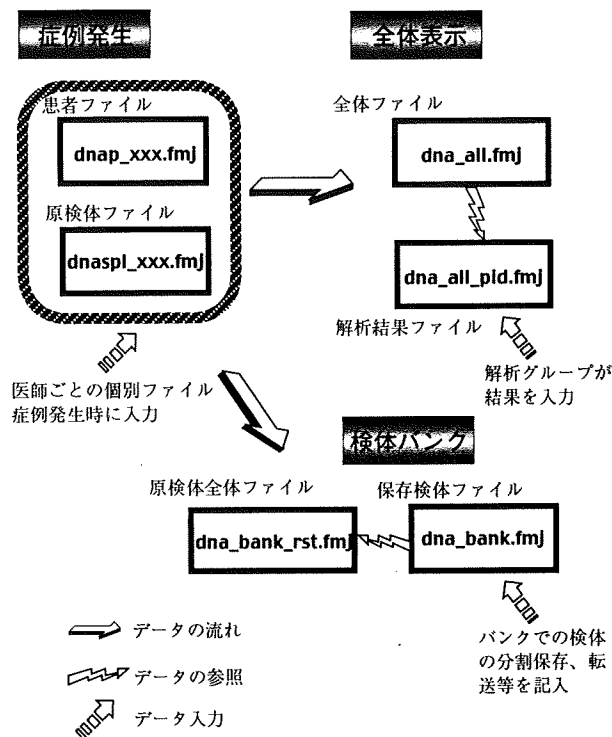 症例発生
患者ファイル
dnap_xxx.fmj
原検体ファイル
dnaspl_xxx.fmj
医師ごとの個別ファイル
症例発生時に入力
全体表示
全体ファイル
dna_all.fmj
dna_all_pld.fmj
解析結果ファイル
解析グループが
結果を入力
検体バンク
原検体全体ファイル
dna_bank_rst.fmj
保存検体ファイル
dna_bank.fmj
バンクでの検体
の分割保存、転
送等を記入
データの流れ
データの参照
データ入力